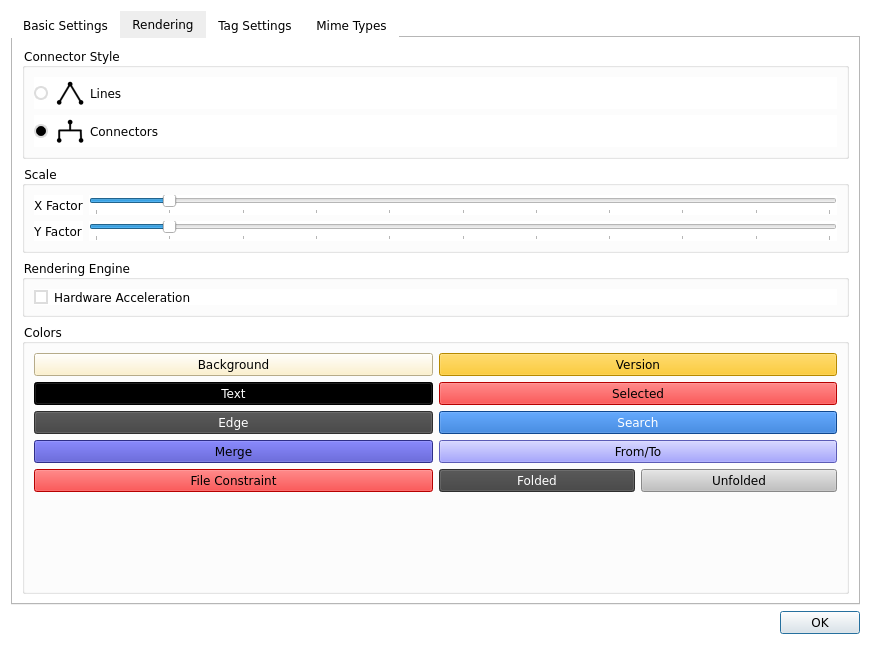 Basic Settings Rendering Tag Settings Mime Types
Connector Style
Lines
Connectors
Scale
X Factor
Y Factor
Rendering Engine
Hardware Acceleration
Colors
Background Version
Text Selected
Edge Search
Merge From/To
File Constraint Folded Unfolded
OK